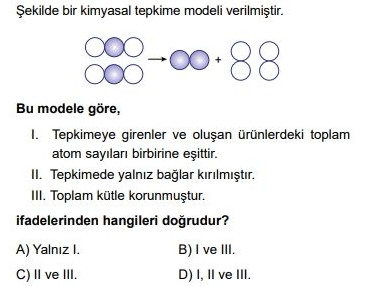 Şekilde bir kimyasal tepkime modeli verilmiştir.
+
Bu modele göre,
I. Tepkimeye girenler ve oluşan ürünlerdeki toplam
atom sayıları birbirine eşittir.
II. Tepkimede yalnız bağlar kırılmıştır.
III. Toplam kütle korunmuştur.
ifadelerinden hangileri doğrudur?
A) Yalnız I.
B) I ve III.
C) II ve III.
D) I, II ve III.